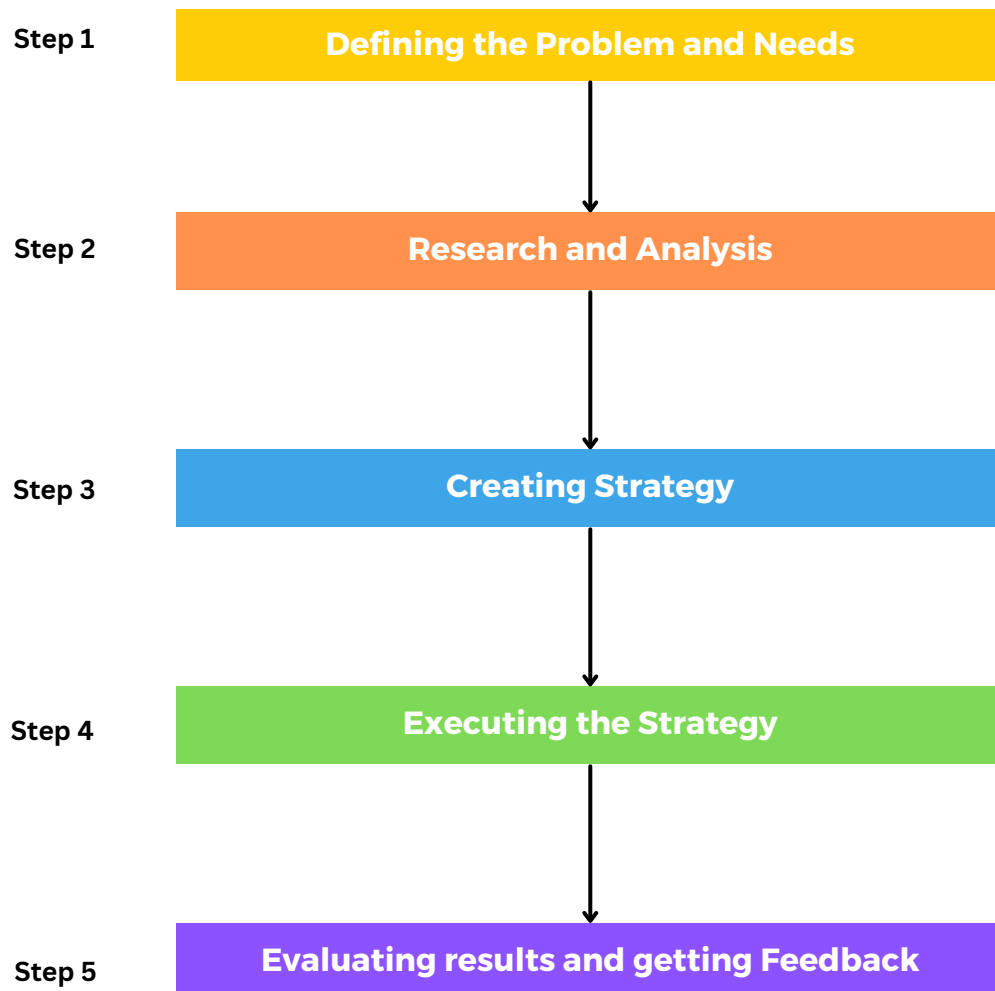 Step 1
Defining the Problem and Needs
Step 2
Research and Analysis
Step 3
Creating Strategy
Step 4
Executing the Strategy
Step 5
Evaluating results and getting Feedback